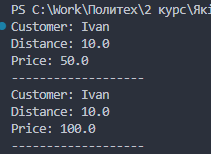 PS C:\Work\Политех\2 курс\Які
Customer: Ivan
Distance: 10.0
Price: 50.0
-------------------
Customer: Ivan
Distance: 10.0
Price: 100.0
-------------------